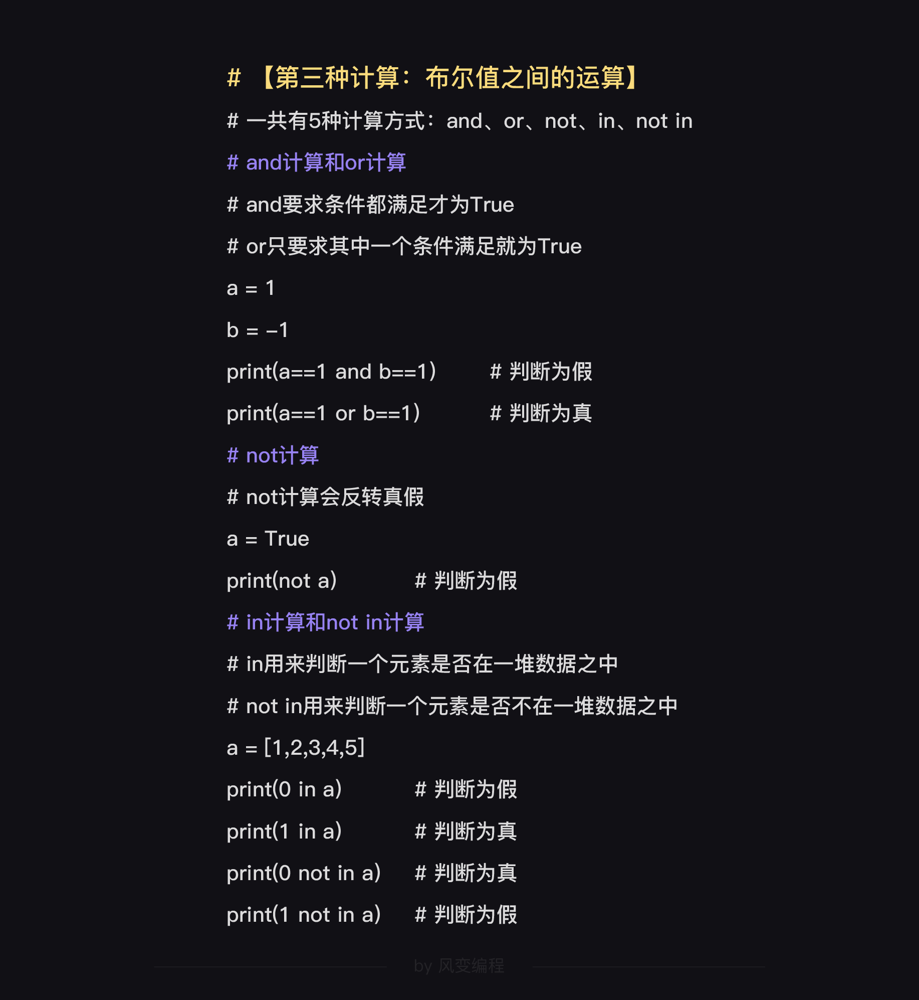 # 【第三种计算：布尔值之间的运算】
# 一共有5种计算方式：and、or、not、in、not in
# and计算和or计算
# and要求条件都满足才为True
# or只要求其中一个条件满足就为True
a = 1
b = -1
print(a==1 and b==1) # 判断为假
print(a==1 or b==1) # 判断为真
# not计算
# not计算会反转真假
a = True
print(not a) # 判断为假
# in计算和not in计算
# in用来判断一个元素是否在一堆数据之中
# not in用来判断一个元素是否不在一堆数据之中
a = [1,2,3,4,5]
print(0 in a) # 判断为假
print(1 in a) # 判断为真
print(0 not in a) # 判断为真
print(1 not in a) # 判断为假
by 风变编程